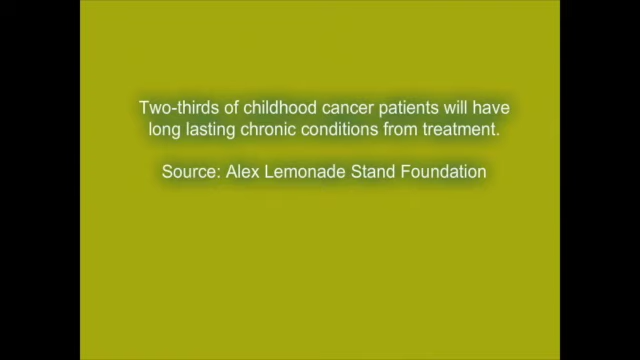 Two-thirds of childhood cancer patients will have
long lasting chronic conditions from treatment.
Source: Alex Lemonade Stand Foundation